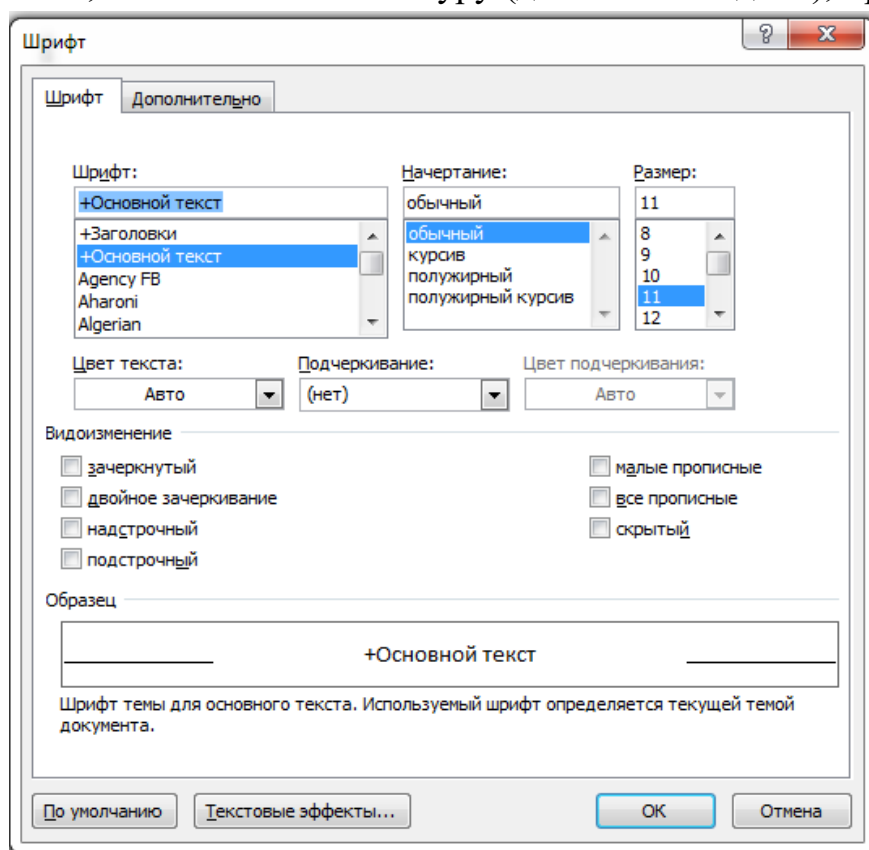 Шрифт
Шрифт Дополнительно
Шрифт: Начертание: Размер:
+Основной текст обычный 11
+Заголовки обычный 8
+Основной текст курсив 9
Agency FB полужирный 10
Aharoni полужирный курсив 11
Algerian 12
Цвет текста: Подчеркивание: Цвет подчеркивания:
Авто (нет) Авто
Видоизменение
зачеркнутый малые прописные
двойное зачеркивание все прописные
надстрочный скрытый
подстрочный
Образец
+Основной текст
Шрифт темы для основного текста. Используемый шрифт определяется текущей темой
документа.
По умолчанию Текстовые эффекты... ОК Отмена